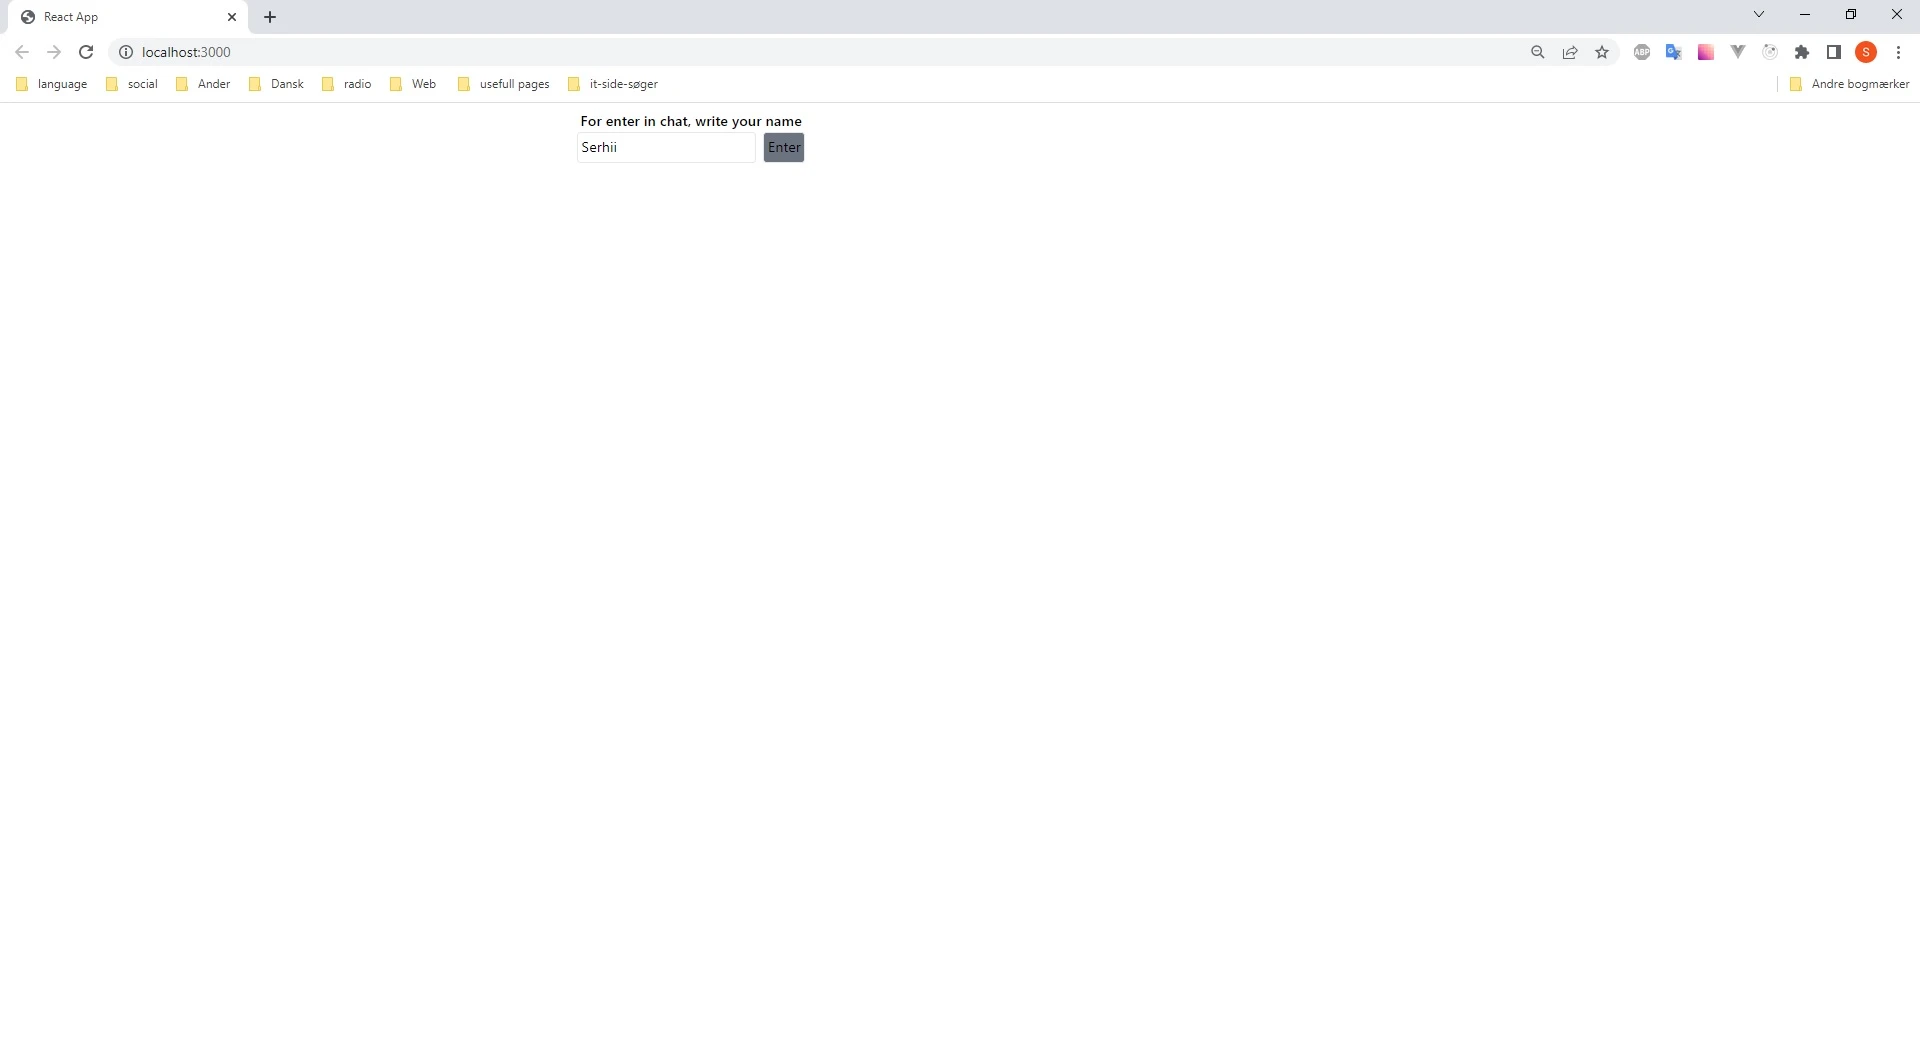 React App
localhost:3000
ABP
S
language social Ander Dansk radio Web usefull pages it-side-søger Andre bogmærker
For enter in chat, write your name
Serhii Enter